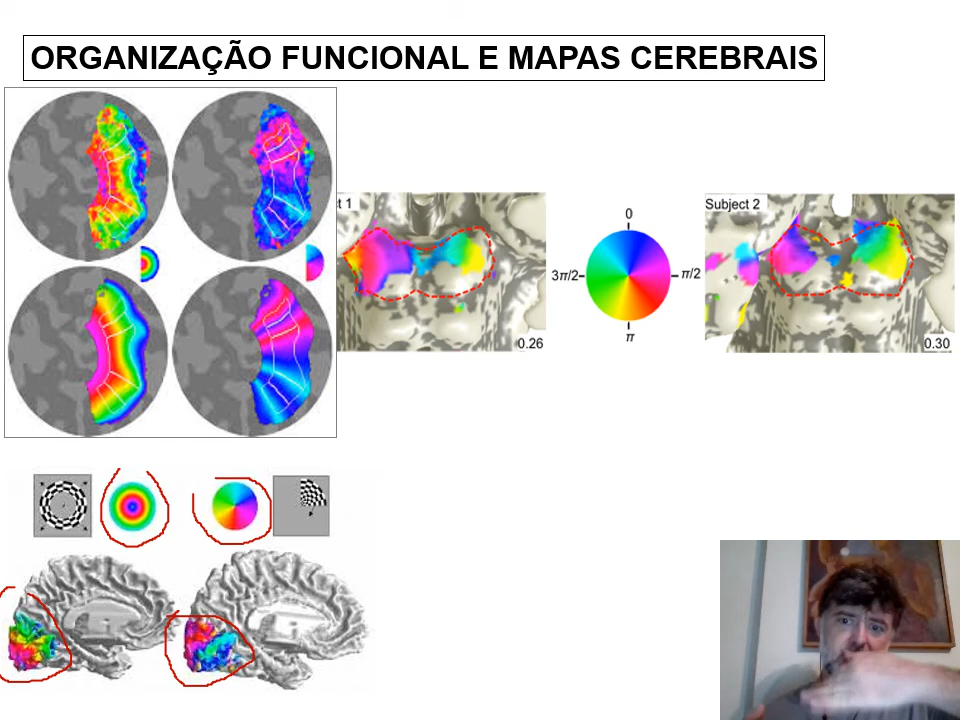 ORGANIZAÇÃO FUNCIONAL E MAPAS CEREBRAIS
t 1
0.26
0
3π/2
π/2
π
Subject 2
0.30